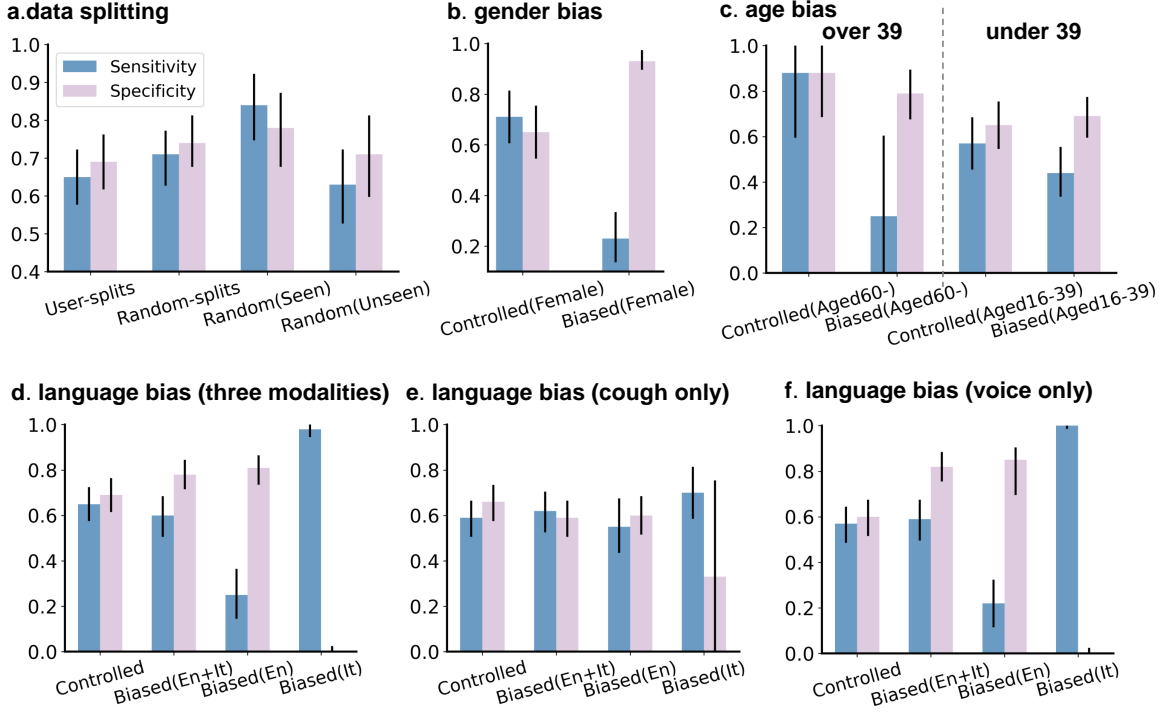 a.data splitting
1.0
0.9
0.8
0.7
0.6
0.5
0.4
Sensitivity
Specificity
User-splits
Random-splits
Random(Seen)
Random(Unseen)
b. gender bias
1.0
0.8
0.6
0.4
0.2
Controlled(Female)
Biased(Female)
c. age bias
over 39
under 39
1.0
0.8
0.6
0.4
0.2
0.0
Controlled(Aged60-)
Biased(Aged60-)
Controlled(Aged16-39)
Biased(Aged16-39)
d. language bias (three modalities)
1.0
0.8
0.6
0.4
0.2
0.0
Controlled
Biased(En+It)
Biased(En)
Biased(It)
e. language bias (cough only)
1.0
0.8
0.6
0.4
0.2
0.0
Controlled
Biased(En+It)
Biased(En)
Biased(It)
f. language bias (voice only)
1.0
0.8
0.6
0.4
0.2
0.0
Controlled
Biased(En+It)
Biased(En)
Biased(It)